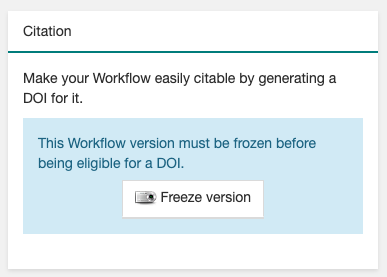 Citation
Make your Workflow easily citable by generating a
DOI for it.
This Workflow version must be frozen before
being eligible for a DOI.
Freeze version